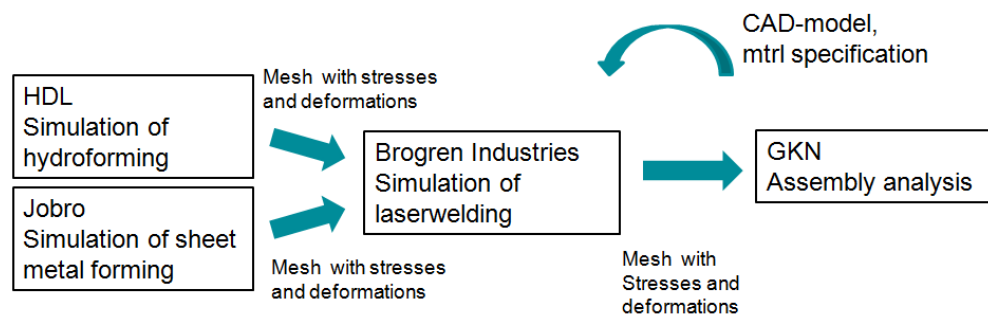 CAD-model,
mtrl specification
Mesh with stresses
and deformations
HDL
Simulation of
hydroforming
Brogren Industries
Simulation of
laserwelding
GKN
Assembly analysis
Jobro
Simulation of sheet
metal forming
Mesh with stresses
and deformations
Mesh with
Stresses and
deformations